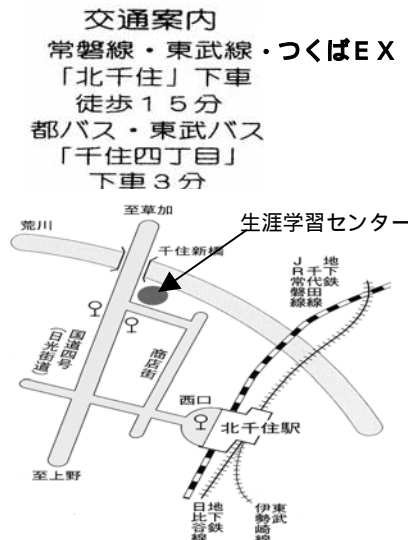 交通案内
常磐線・東武線・つくばＥＸ
「北千住」下車
徒歩１５分
都バス・東武バス
「千住四丁目」
下車３分
至草加
荒川
生涯学習センター
千住新橋
地下鉄
千代田線
ＪＲ常磐線
国道四号
(日光街道)
商店街
西口
北千住駅
至上野
地下鉄
日比谷線
東武
伊勢崎線